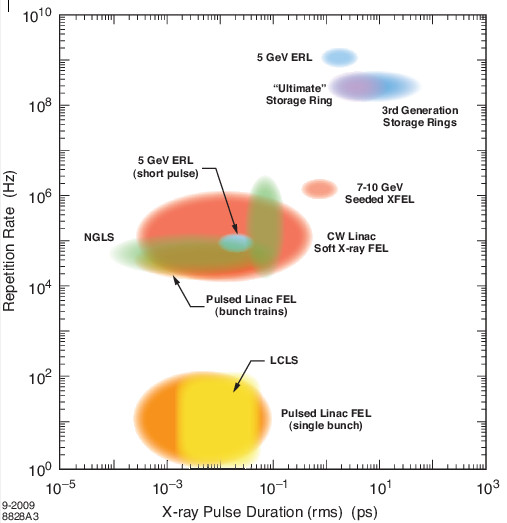 10^10
5 GeV ERL
"Ultimate"
Storage Ring
10^8
3rd Generation
Storage Rings
5 GeV ERL
(short pulse)
10^6
7-10 GeV
Seeded XFEL
NGLS
CW Linac
Soft X-ray FEL
10^4
Pulsed Linac FEL
(bunch trains)
LCLS
10^2
Pulsed Linac FEL
(single bunch)
10^0
Repetition Rate (Hz)
10^−5
10^−3
10^−1
10^1
10^3
X-ray Pulse Duration (rms) (ps)
9-2009
8828A3